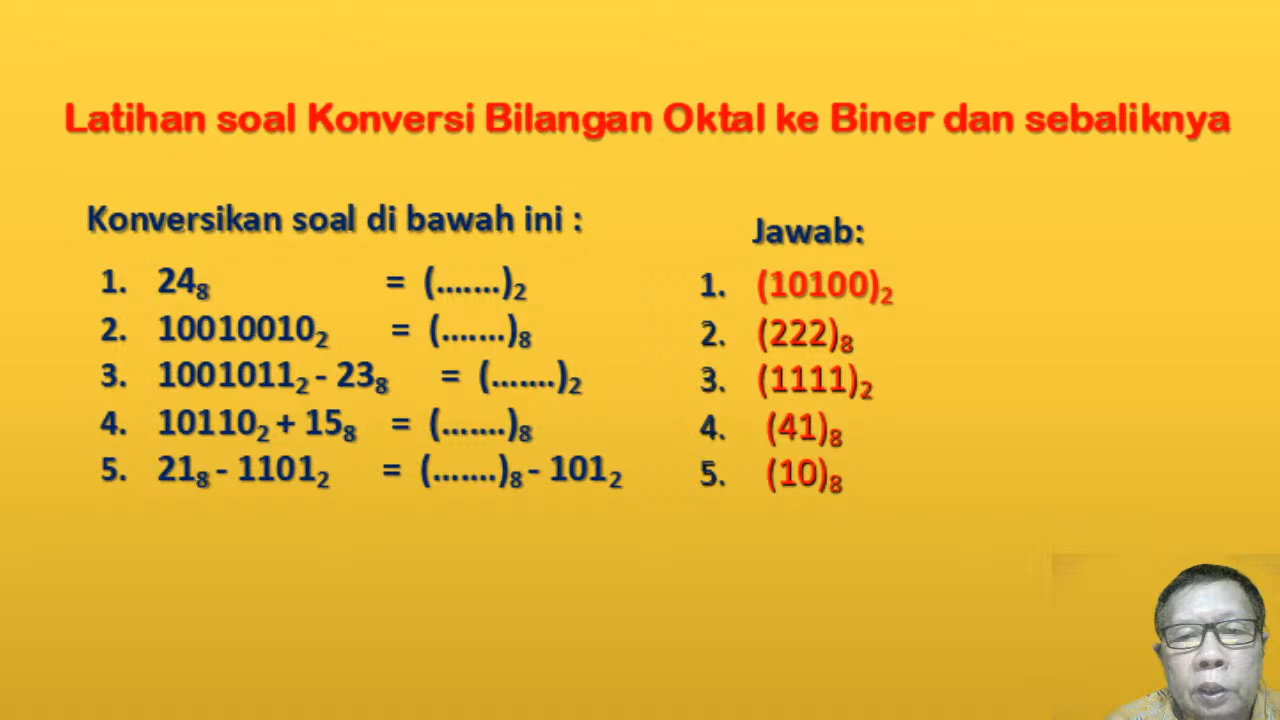 Latihan soal Konversi Bilangan Oktal ke Biner dan sebaliknya
Konversikan soal di bawah ini :
1. 24₈ = (.......)₂
2. 10010010₂ = (.......)₈
3. 1001011₂ - 23₈ = (.......)₂
4. 10110₂ + 15₈ = (.......)₈
5. 21₈ - 1101₂ = (.......)₈ - 101₂
Jawab:
1. (10100)₂
2. (222)₈
3. (1111)₂
4. (41)₈
5. (10)₈